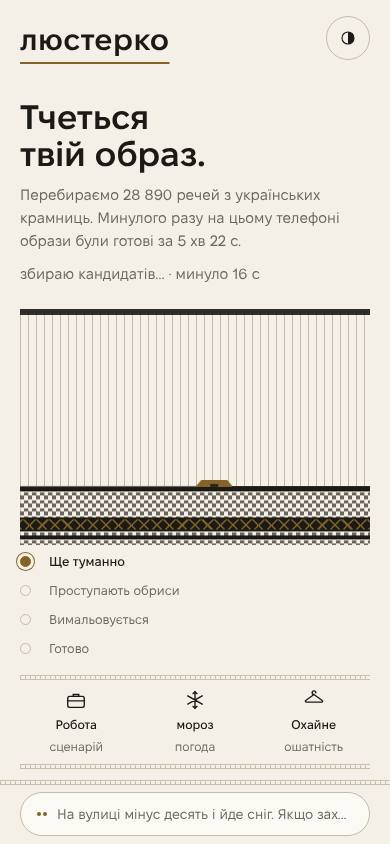 люстерко
Тчеться
твій образ.
Перебираємо 28 890 речей з українських
крамниць. Минулого разу на цьому телефоні
образи були готові за 5 хв 22 с.
збираю кандидатів… · минуло 16 с
Ще туманно
Проступають обриси
Вимальовується
Готово
Робота мороз Охайне
сценарій погода ошатність
На вулиці мінус десять і йде сніг. Якщо зах…